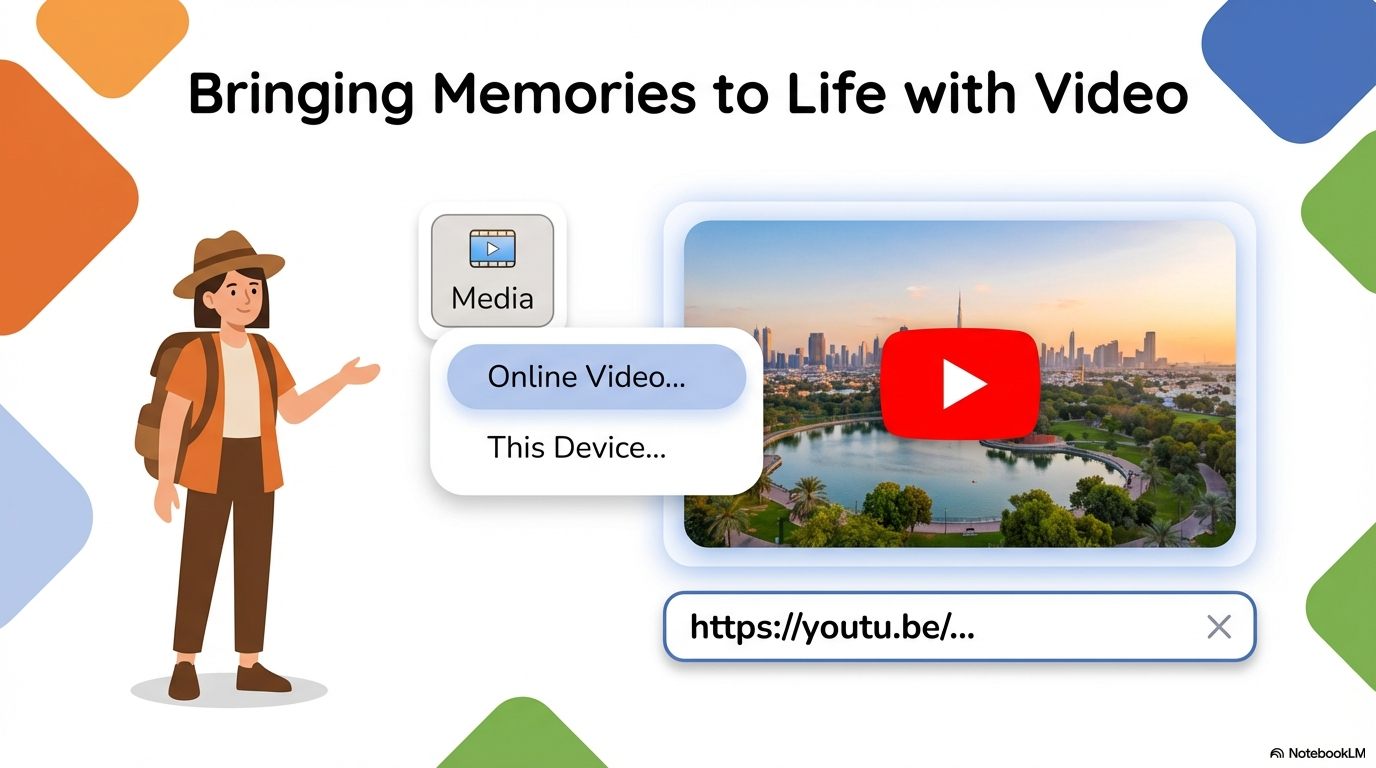 Bringing Memories to Life with Video
Media
Online Video...
This Device...
https://youtu.be/...
NotebookLM